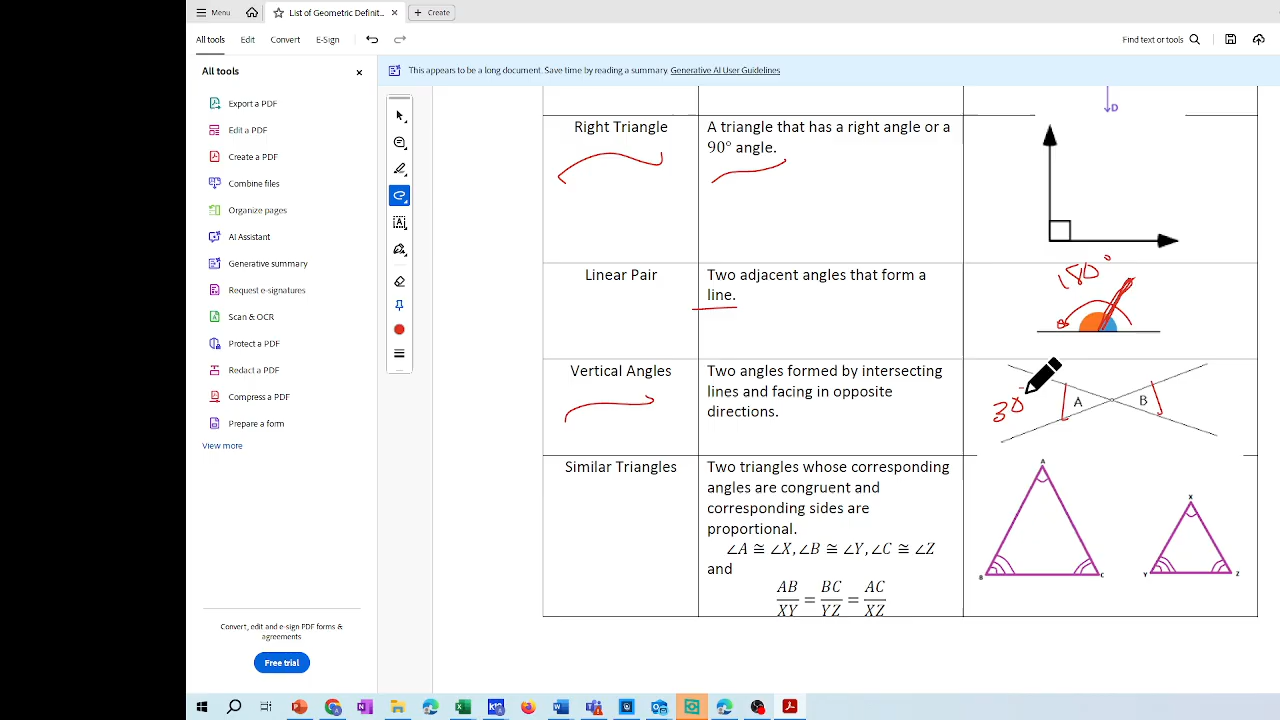 Menu
List of Geometric Definit...
Create
All tools
Edit
Convert
E-Sign
Find text or tools
All tools
This appears to be a long document. Save time by reading a summary. Generative AI User Guidelines
Export a PDF
Edit a PDF
Create a PDF
Combine files
Organize pages
AI Assistant
Generative summary
Request e-signatures
Scan & OCR
Protect a PDF
Redact a PDF
Compress a PDF
Prepare a form
View more
Convert, edit and e-sign PDF forms &
agreements
Free trial
D
Right Triangle
A triangle that has a right angle or a
90° angle.
Linear Pair
Two adjacent angles that form a
line.
180°
Vertical Angles
Two angles formed by intersecting
lines and facing in opposite
directions.
30
A
B
Similar Triangles
Two triangles whose corresponding
angles are congruent and
corresponding sides are
proportional.
∠A ≅ ∠X, ∠B ≅ ∠Y, ∠C ≅ ∠Z
and
AB/XY = BC/YZ = AC/XZ
A
B
C
X
Y
Z